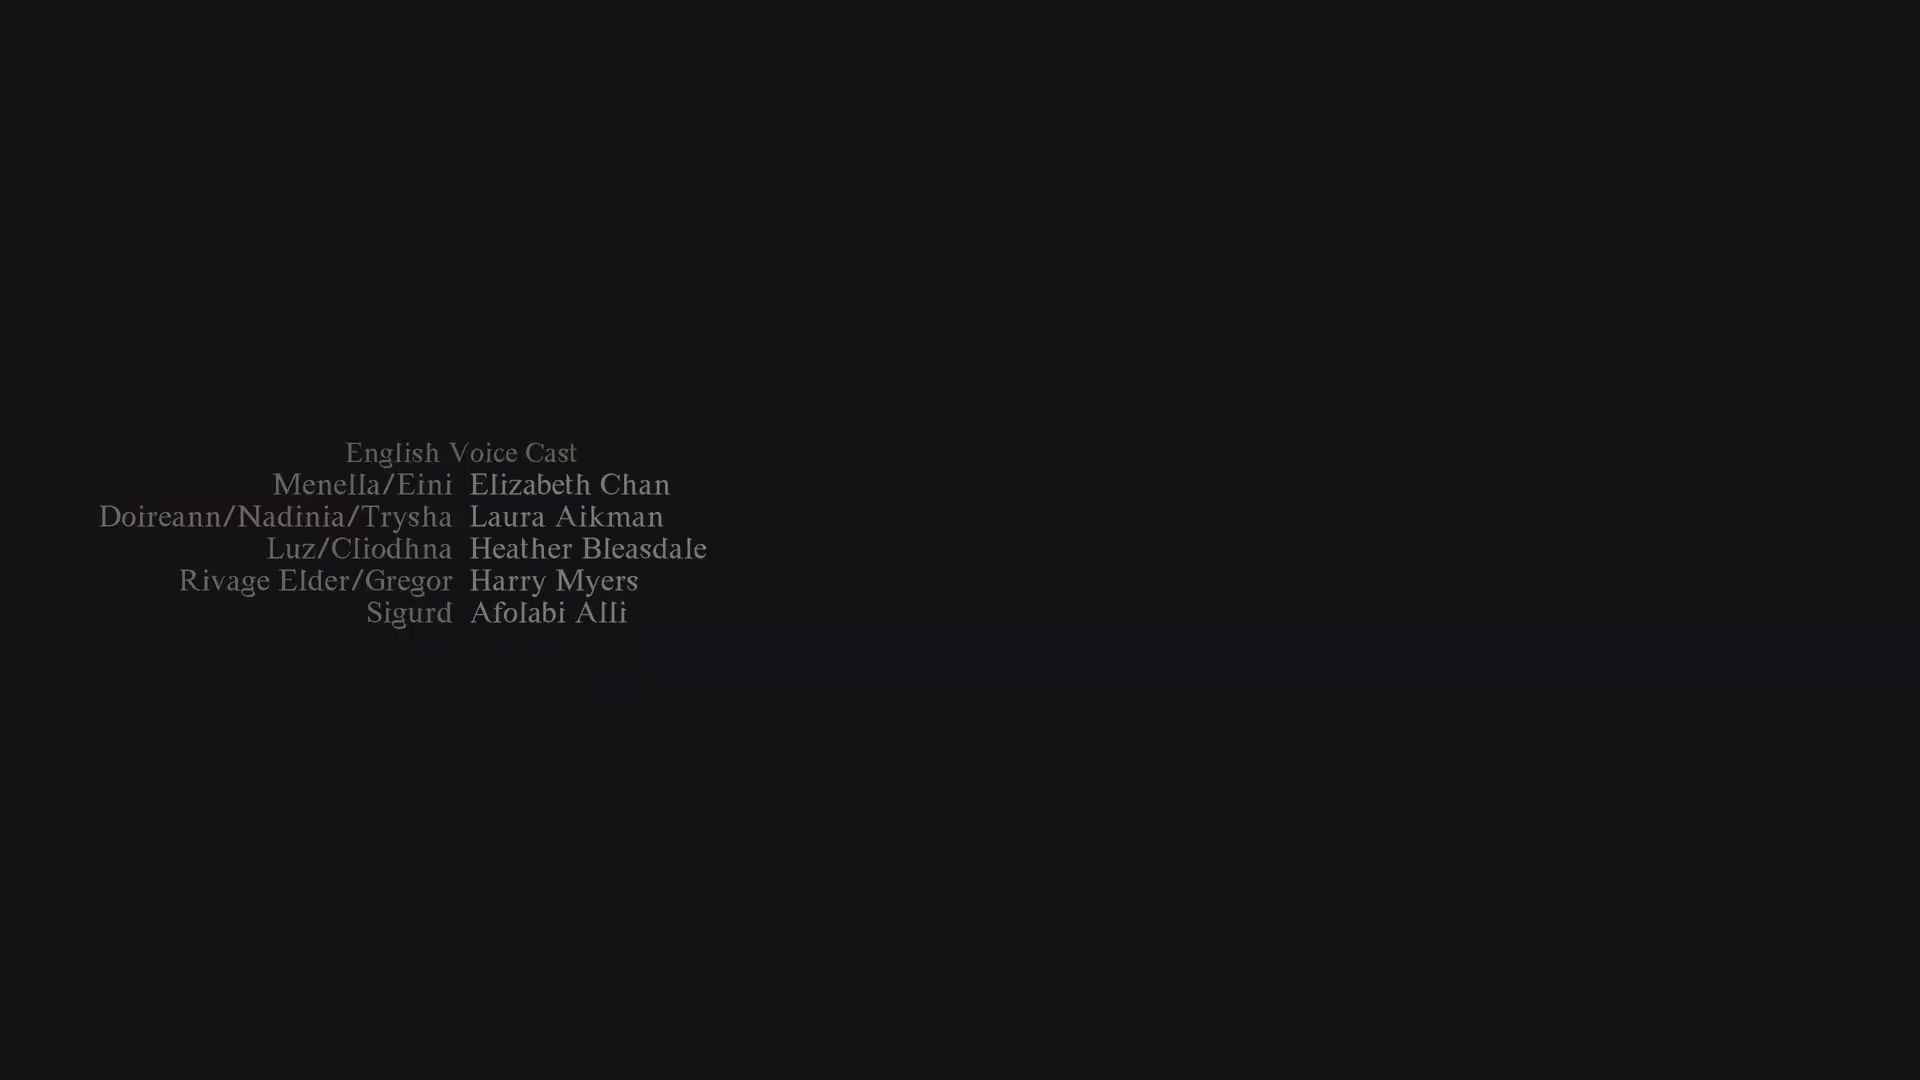 English Voice Cast
Menella/Eini Elizabeth Chan
Doireann/Nadinia/Trysha Laura Aikman
Luz/Cliodhna Heather Bleasdale
Rivage Elder/Gregor Harry Myers
Sigurd Afolabi Alli